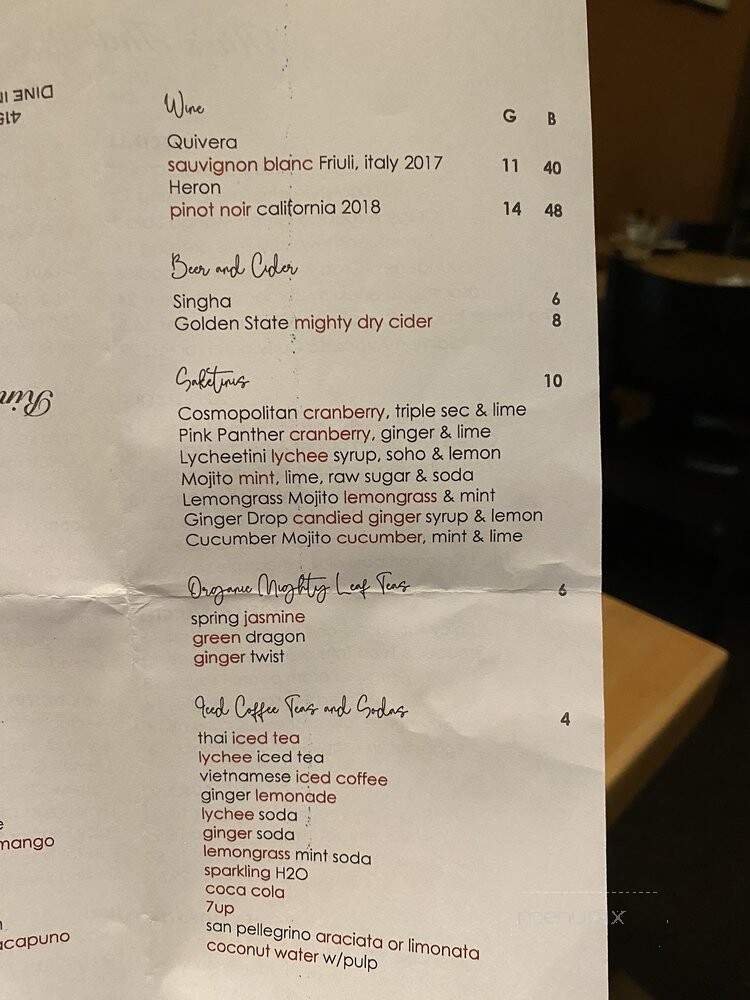 DINE I
415
Rin
mango
acapuno
Wine G B
Quivera
sauvignon blanc Friuli, italy 2017 11 40
Heron
pinot noir california 2018 14 48
Beer and Cider
Singha 6
Golden State mighty dry cider 8
Saketinis 10
Cosmopolitan cranberry, triple sec & lime
Pink Panther cranberry, ginger & lime
Lycheetini lychee syrup, soho & lemon
Mojito mint, lime, raw sugar & soda
Lemongrass Mojito lemongrass & mint
Ginger Drop candied ginger syrup & lemon
Cucumber Mojito cucumber, mint & lime
Organic Mighty Leaf Teas 6
spring jasmine
green dragon
ginger twist
Iced Coffee Teas and Sodas 4
thai iced tea
lychee iced tea
vietnamese iced coffee
ginger lemonade
lychee soda
ginger soda
lemongrass mint soda
sparkling H2O
coca cola
7up
san pellegrino araciata or limonata
coconut water w/pulp